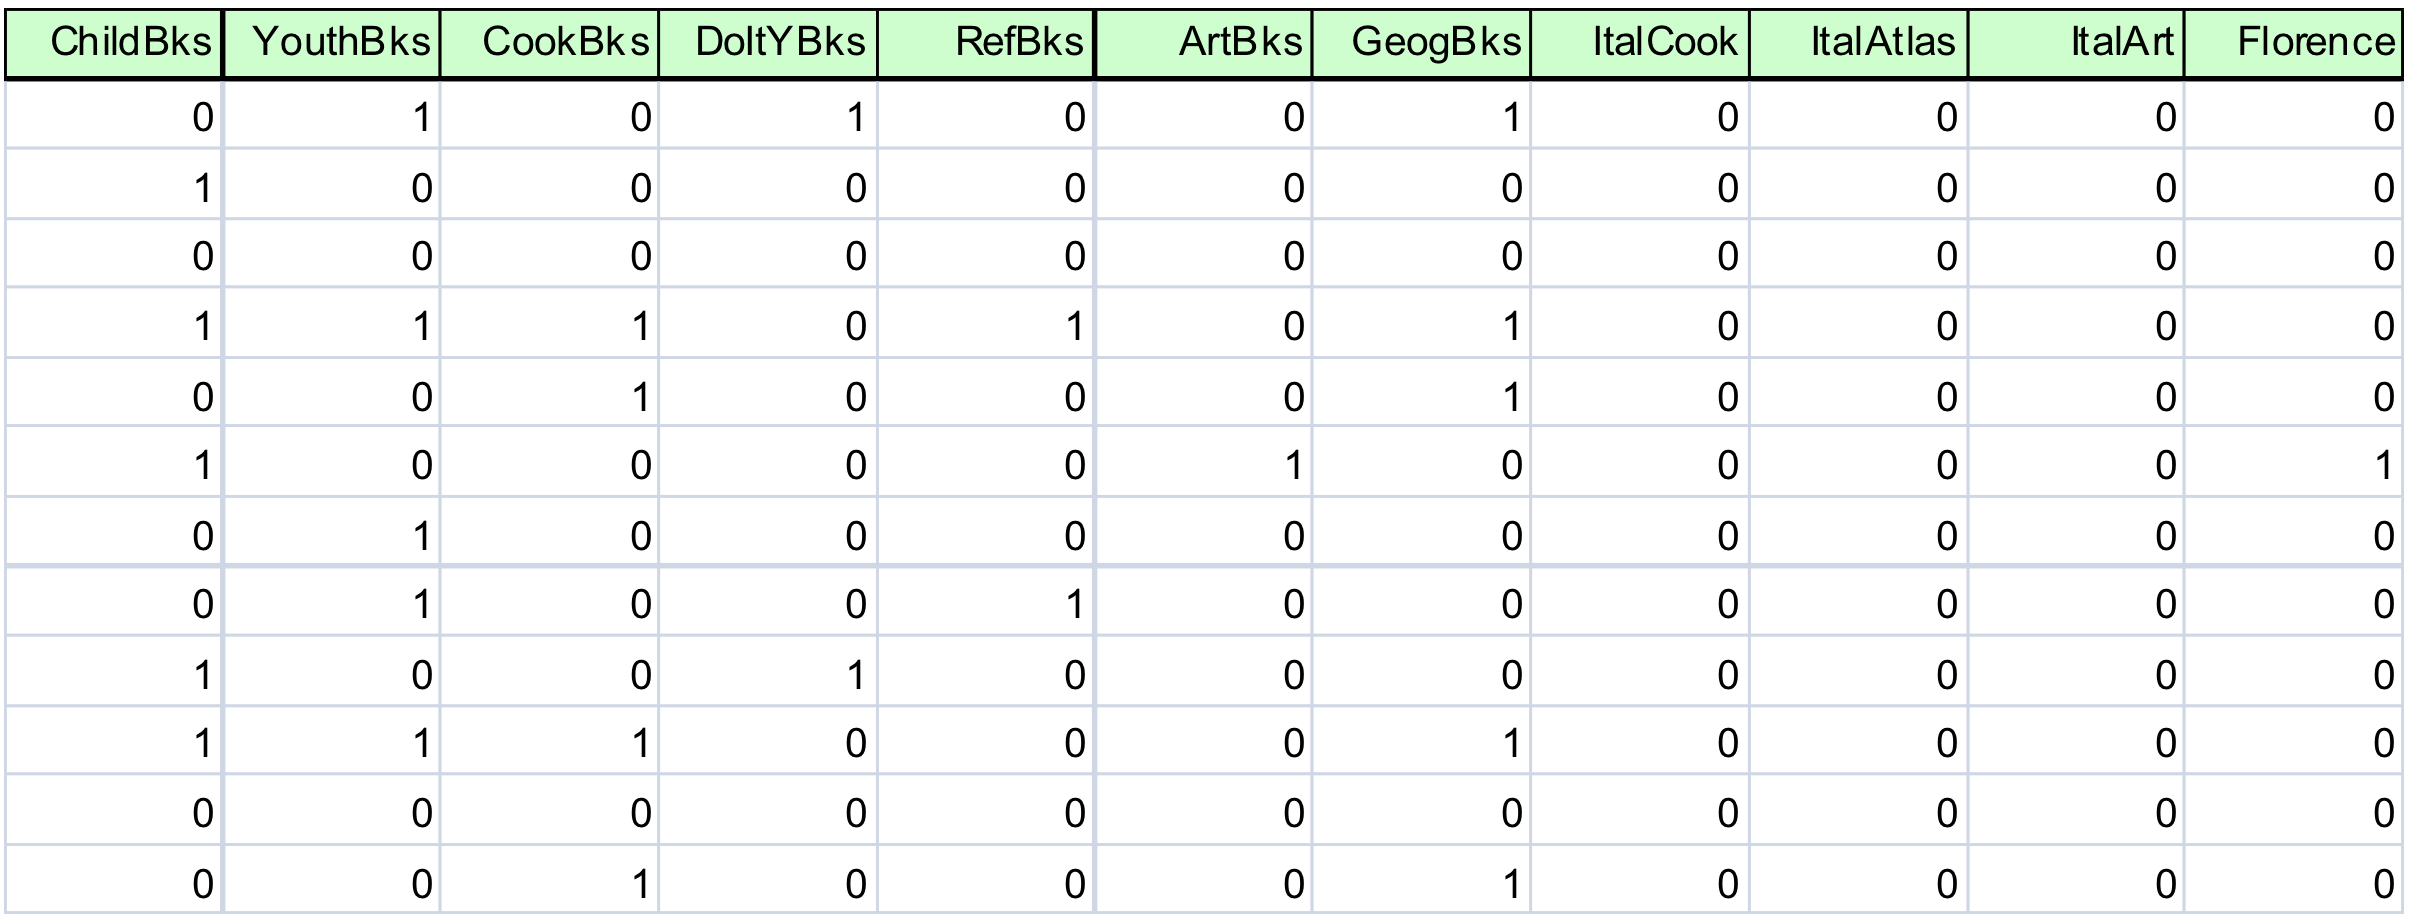 ChildBks YouthBks CookBks DoItYBks RefBks ArtBks GeogBks ItalCook ItalAtlas ItalArt Florence
0 1 0 1 0 0 1 0 0 0 0
1 0 0 0 0 0 0 0 0 0 0
0 0 0 0 0 0 0 0 0 0 0
1 1 1 0 1 0 1 0 0 0 0
0 0 1 0 0 0 1 0 0 0 0
1 0 0 0 0 1 0 0 0 0 1
0 1 0 0 0 0 0 0 0 0 0
0 1 0 0 1 0 0 0 0 0 0
1 0 0 1 0 0 0 0 0 0 0
1 1 1 0 0 0 1 0 0 0 0
0 0 0 0 0 0 0 0 0 0 0
0 0 1 0 0 0 1 0 0 0 0